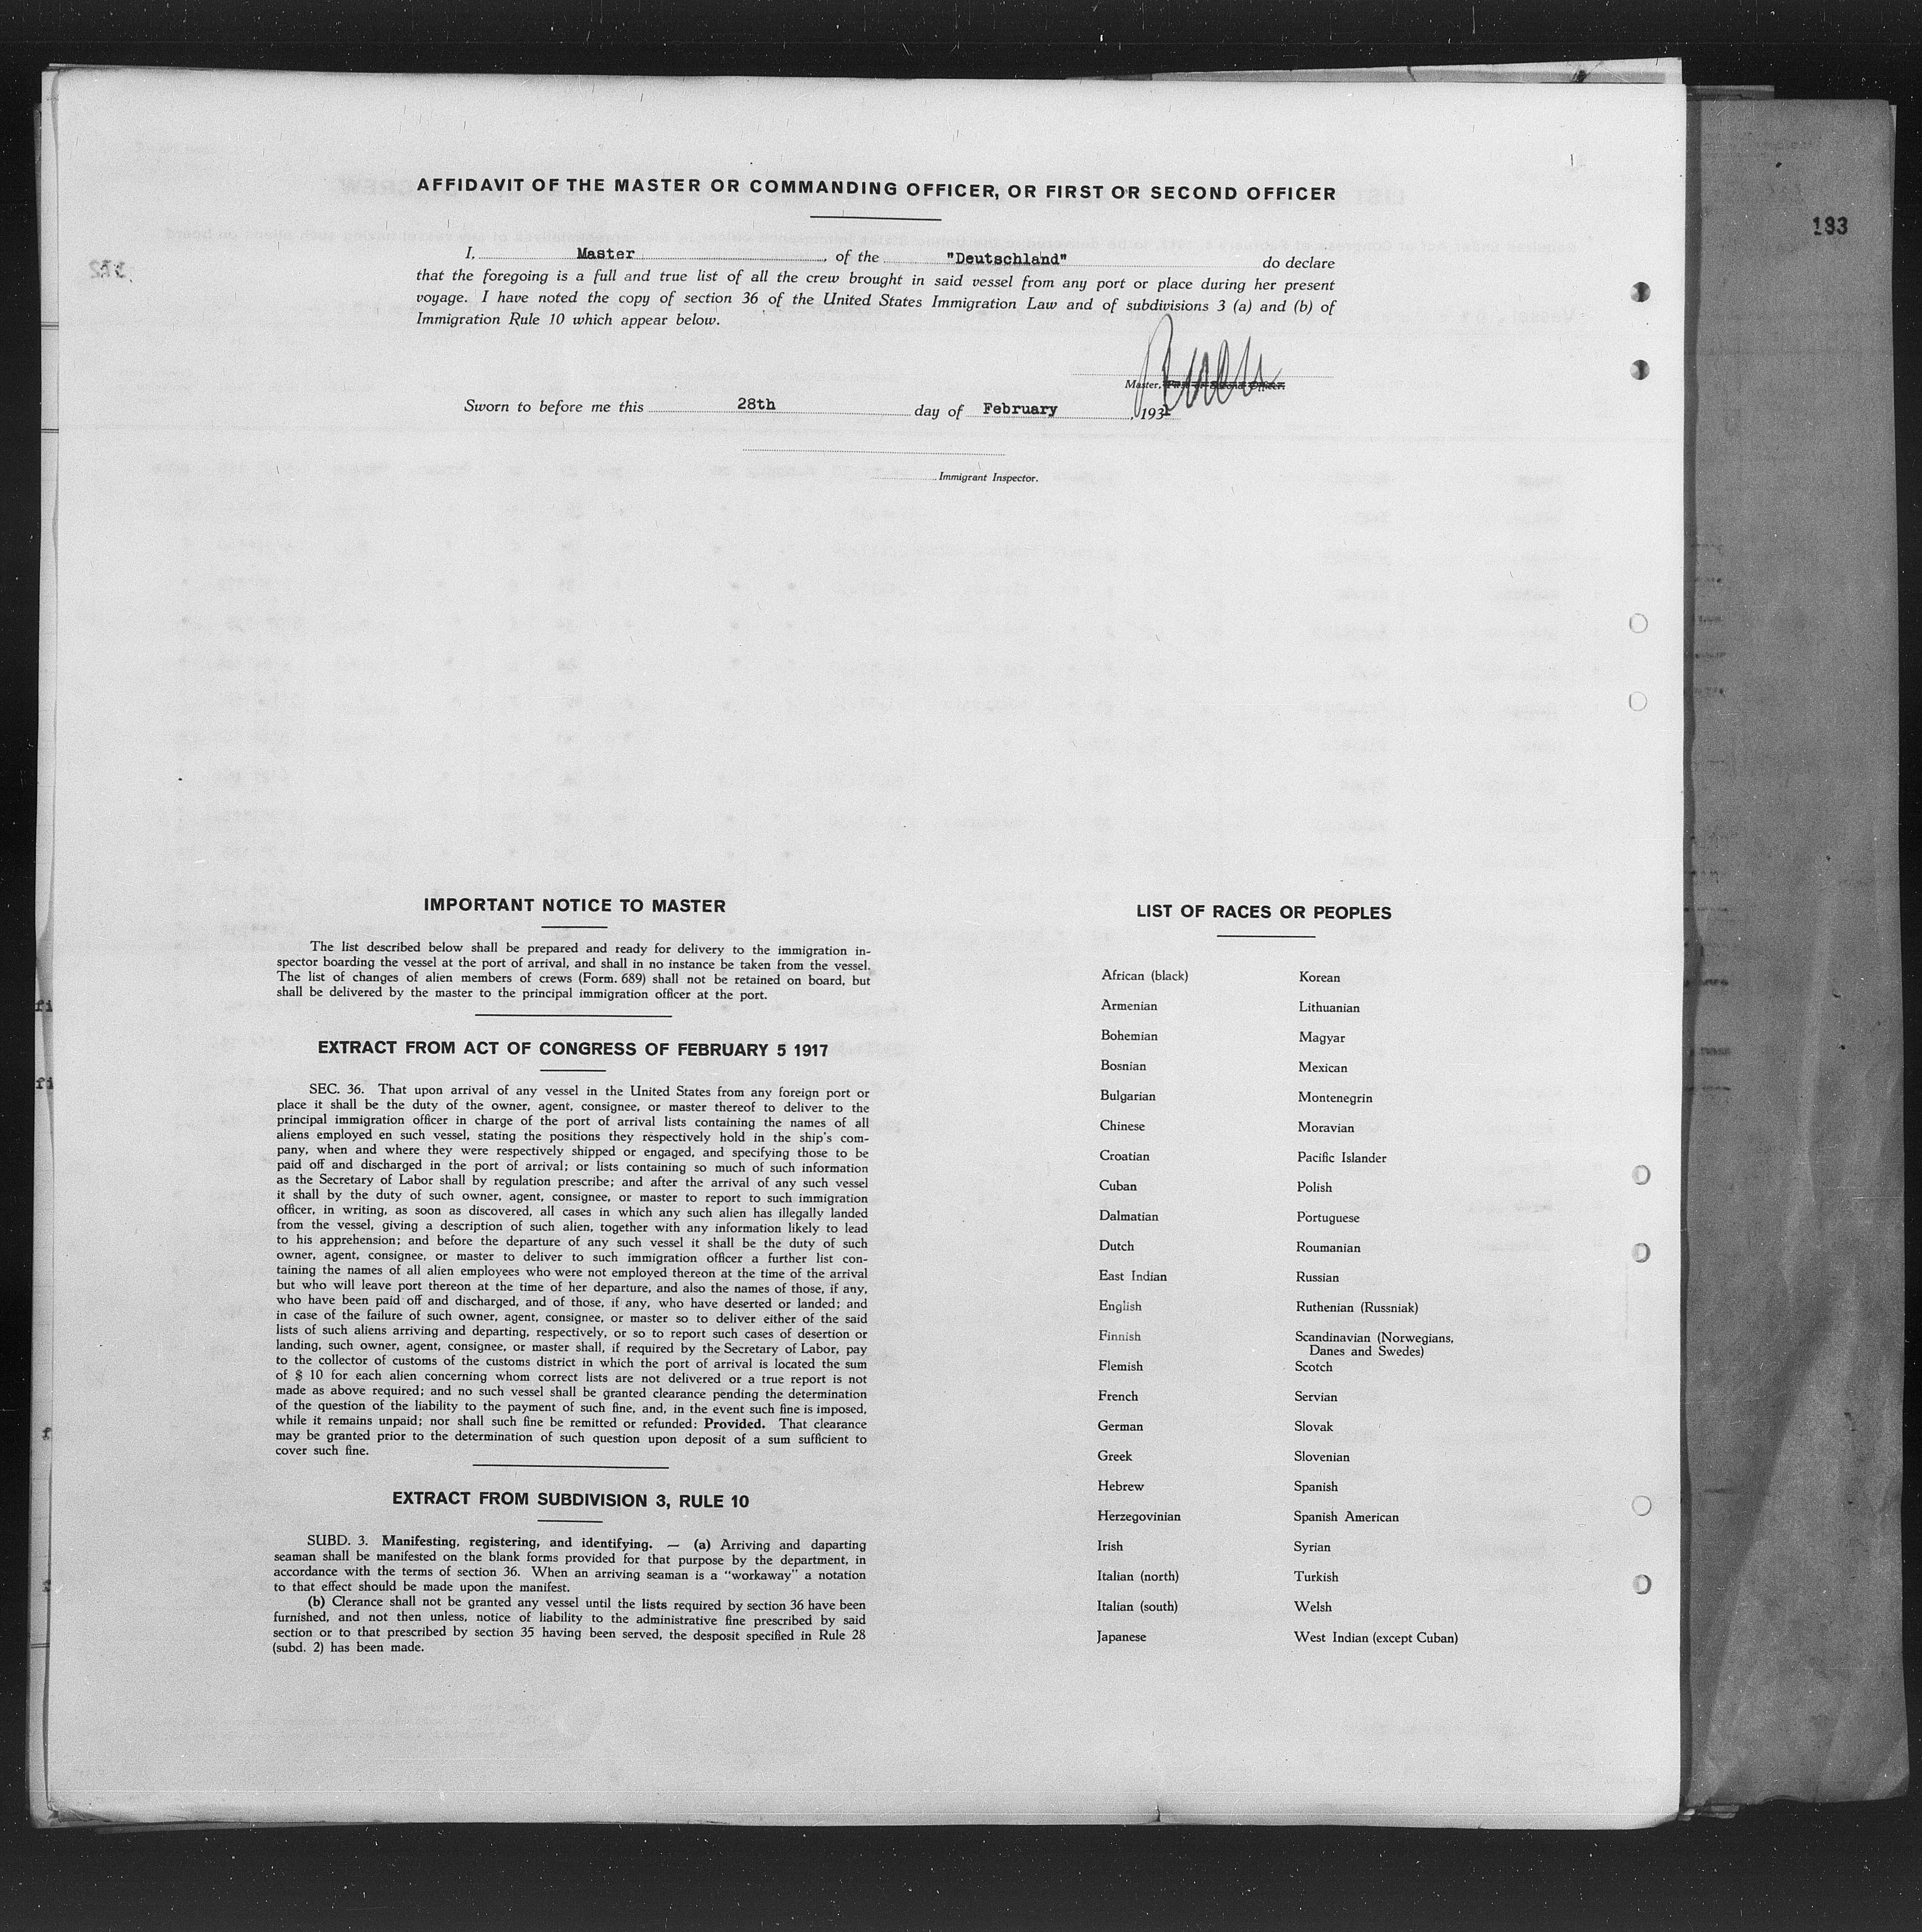 AFFIDAVIT OF THE MASTER OR COMMANDING OFFICER, OR FIRST OR SECOND OFFICER
I, Master, of the "Deutschland" do declare
that the foregoing is a full and true list of all the crew brought in said vessel from any port or place during her present
voyage. I have noted the copy of section 36 of the United States Immigration Law and of subdivisions 3 (a) and (b) of
Immigration Rule 10 which appear below.
Master, First or Second Officer.
Sworn to before me this 28th day of February, 193
Immigrant Inspector.
183
IMPORTANT NOTICE TO MASTER
The list described below shall be prepared and ready for delivery to the immigration in-
spector boarding the vessel at the port of arrival, and shall in no instance be taken from the vessel.
The list of changes of alien members of crews (Form. 689) shall not be retained on board, but
shall be delivered by the master to the principal immigration officer at the port.
EXTRACT FROM ACT OF CONGRESS OF FEBRUARY 5 1917
SEC. 36. That upon arrival of any vessel in the United States from any foreign port or
place it shall be the duty of the owner, agent, consignee, or master thereof to deliver to the
principal immigration officer in charge of the port of arrival lists containing the names of all
aliens employed en such vessel, stating the positions they respectively hold in the ship's com-
pany, when and where they were respectively shipped or engaged, and specifying those to be
paid off and discharged in the port of arrival; or lists containing so much of such information
as the Secretary of Labor shall by regulation prescribe; and after the arrival of any such vessel
it shall by the duty of such owner, agent, consignee, or master to report to such immigration
officer, in writing, as soon as discovered, all cases in which any such alien has illegally landed
from the vessel, giving a description of such alien, together with any information likely to lead
to his apprehension; and before the departure of any such vessel it shall be the duty of such
owner, agent, consignee, or master to deliver to such immigration officer a further list con-
taining the names of all alien employees who were not employed thereon at the time of the arrival
but who will leave port thereon at the time of her departure, and also the names of those, if any,
who have been paid off and discharged, and of those, if any, who have deserted or landed; and
in case of the failure of such owner, agent, consignee, or master so to deliver either of the said
lists of such aliens arriving and departing, respectively, or so to report such cases of desertion or
landing, such owner, agent, consignee, or master shall, if required by the Secretary of Labor, pay
to the collector of customs of the customs district in which the port of arrival is located the sum
of $ 10 for each alien concerning whom correct lists are not delivered or a true report is not
made as above required; and no such vessel shall be granted clearance pending the determination
of the question of the liability to the payment of such fine, and, in the event such fine is imposed,
while it remains unpaid; nor shall such fine be remitted or refunded: Provided. That clearance
may be granted prior to the determination of such question upon deposit of a sum sufficient to
cover such fine.
EXTRACT FROM SUBDIVISION 3, RULE 10
SUBD. 3. Manifesting, registering, and identifying. — (a) Arriving and daparting
seaman shall be manifested on the blank forms provided for that purpose by the department, in
accordance with the terms of section 36. When an arriving seaman is a "workaway" a notation
to that effect should be made upon the manifest.
(b) Clerance shall not be granted any vessel until the lists required by section 36 have been
furnished, and not then unless, notice of liability to the administrative fine prescribed by said
section or to that prescribed by section 35 having been served, the desposit specified in Rule 28
(subd. 2) has been made.
LIST OF RACES OR PEOPLES
African (black)
Armenian
Bohemian
Bosnian
Bulgarian
Chinese
Croatian
Cuban
Dalmatian
Dutch
East Indian
English
Finnish
Flemish
French
German
Greek
Hebrew
Herzegovinian
Irish
Italian (north)
Italian (south)
Japanese
Korean
Lithuanian
Magyar
Mexican
Montenegrin
Moravian
Pacific Islander
Polish
Portuguese
Roumanian
Russian
Ruthenian (Russniak)
Scandinavian (Norwegians,
Danes and Swedes)
Scotch
Servian
Slovak
Slovenian
Spanish
Spanish American
Syrian
Turkish
Welsh
West Indian (except Cuban)